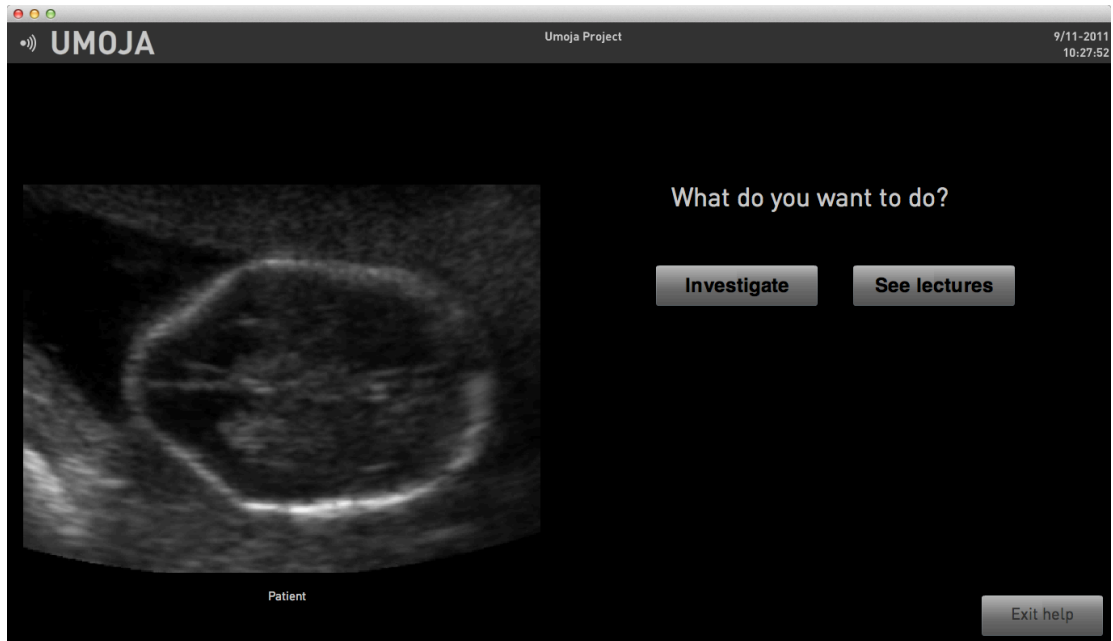 UMOJA
Umoja Project
9/11-2011
10:27:52
What do you want to do?
Investigate
See lectures
Patient
Exit help